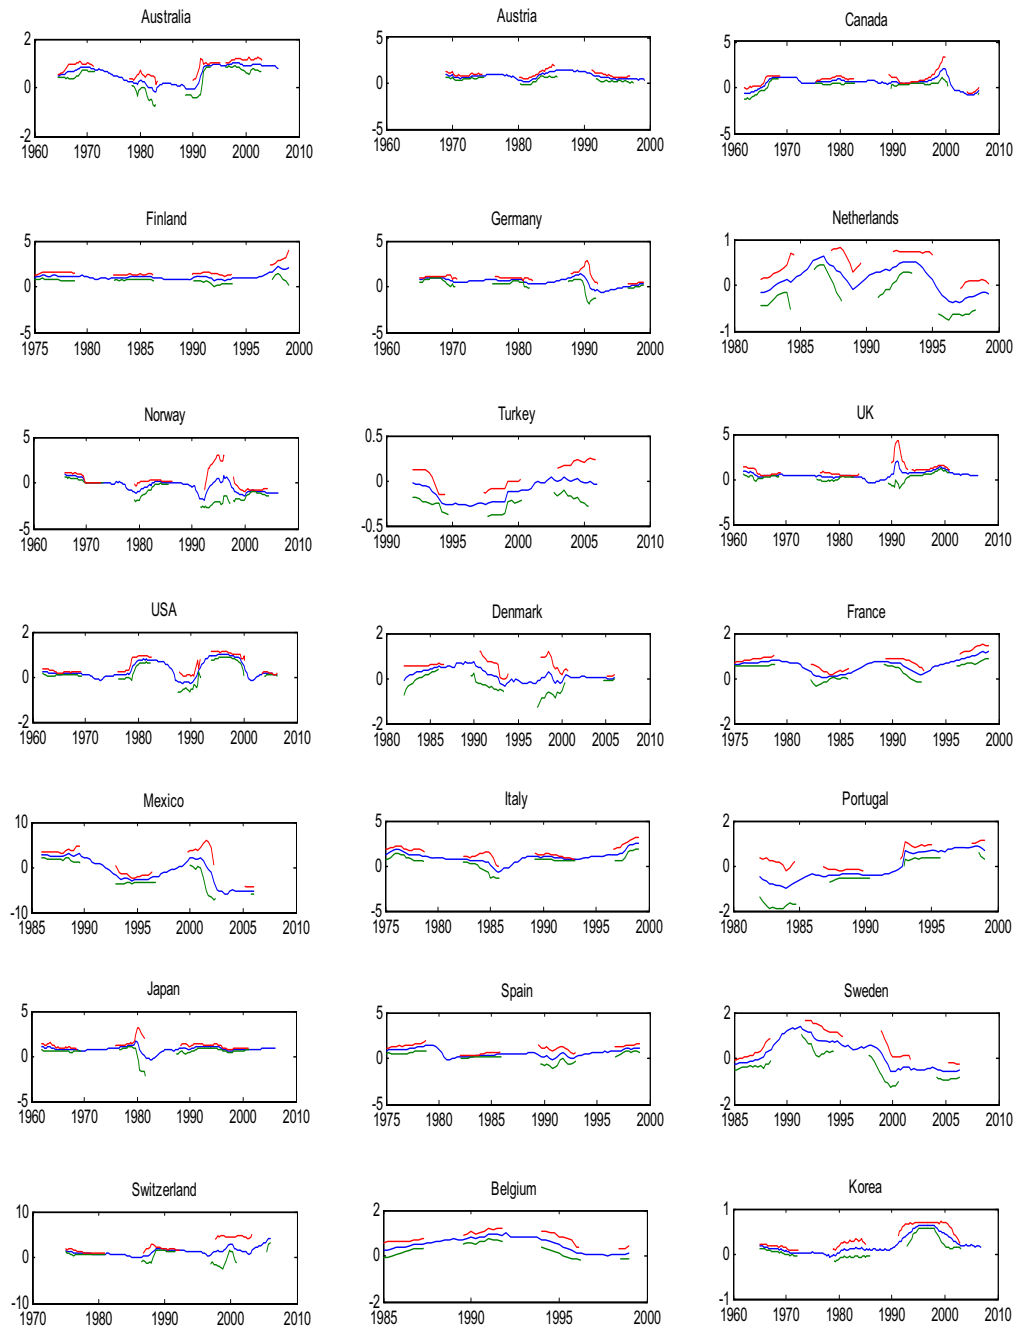 Australia
2
0
2
1960 1970 1980 1990 2000 2010
Austria
5
0
-5
1960 1970 1980 1990 2000
Canada
5
0
-5
1960 1970 1980 1990 2000 2010
Finland
5
0
-5
1975 1980 1985 1990 1995 2000
Germany
5
0
-5
1960 1970 1980 1990 2000
Netherlands
1
0
-1
1980 1985 1990 1995 2000
Norway
5
0
-5
1960 1970 1980 1990 2000 2010
Turkey
0.5
0
-0.5
1990 1995 2000 2005 2010
UK
5
0
-5
1960 1970 1980 1990 2000 2010
USA
2
0
-2
1960 1970 1980 1990 2000 2010
Denmark
2
0
-2
1980 1985 1990 1995 2000 2005 2010
France
2
0
-2
1975 1980 1985 1990 1995 2000
Mexico
10
0
-10
1985 1990 1995 2000 2005 2010
Italy
5
0
-5
1975 1980 1985 1990 1995 2000
Portugal
2
0
-2
1980 1985 1990 1995 2000
Japan
5
0
-5
1960 1970 1980 1990 2000 2010
Spain
5
0
-5
1975 1980 1985 1990 1995 2000
Sweden
2
0
-2
1985 1990 1995 2000 2005 2010
Switzerland
10
0
-10
1970 1980 1990 2000 2010
Belgium
2
0
-2
1985 1990 1995 2000
Korea
1
0
-1
1960 1970 1980 1990 2000 2010